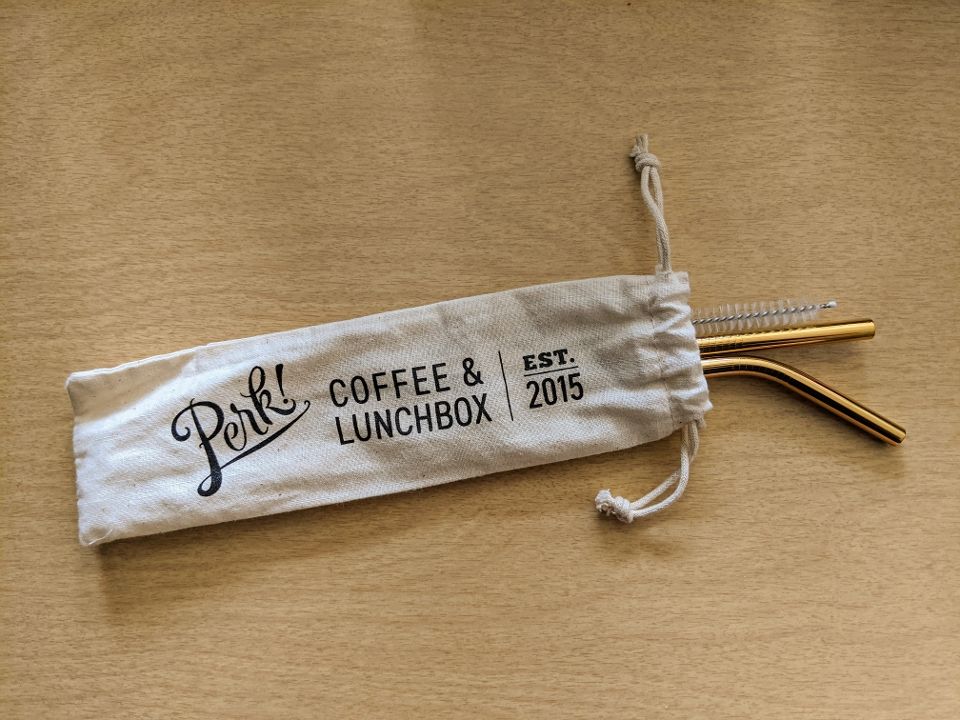 Perk!
COFFEE &
LUNCHBOX
EST.
2015